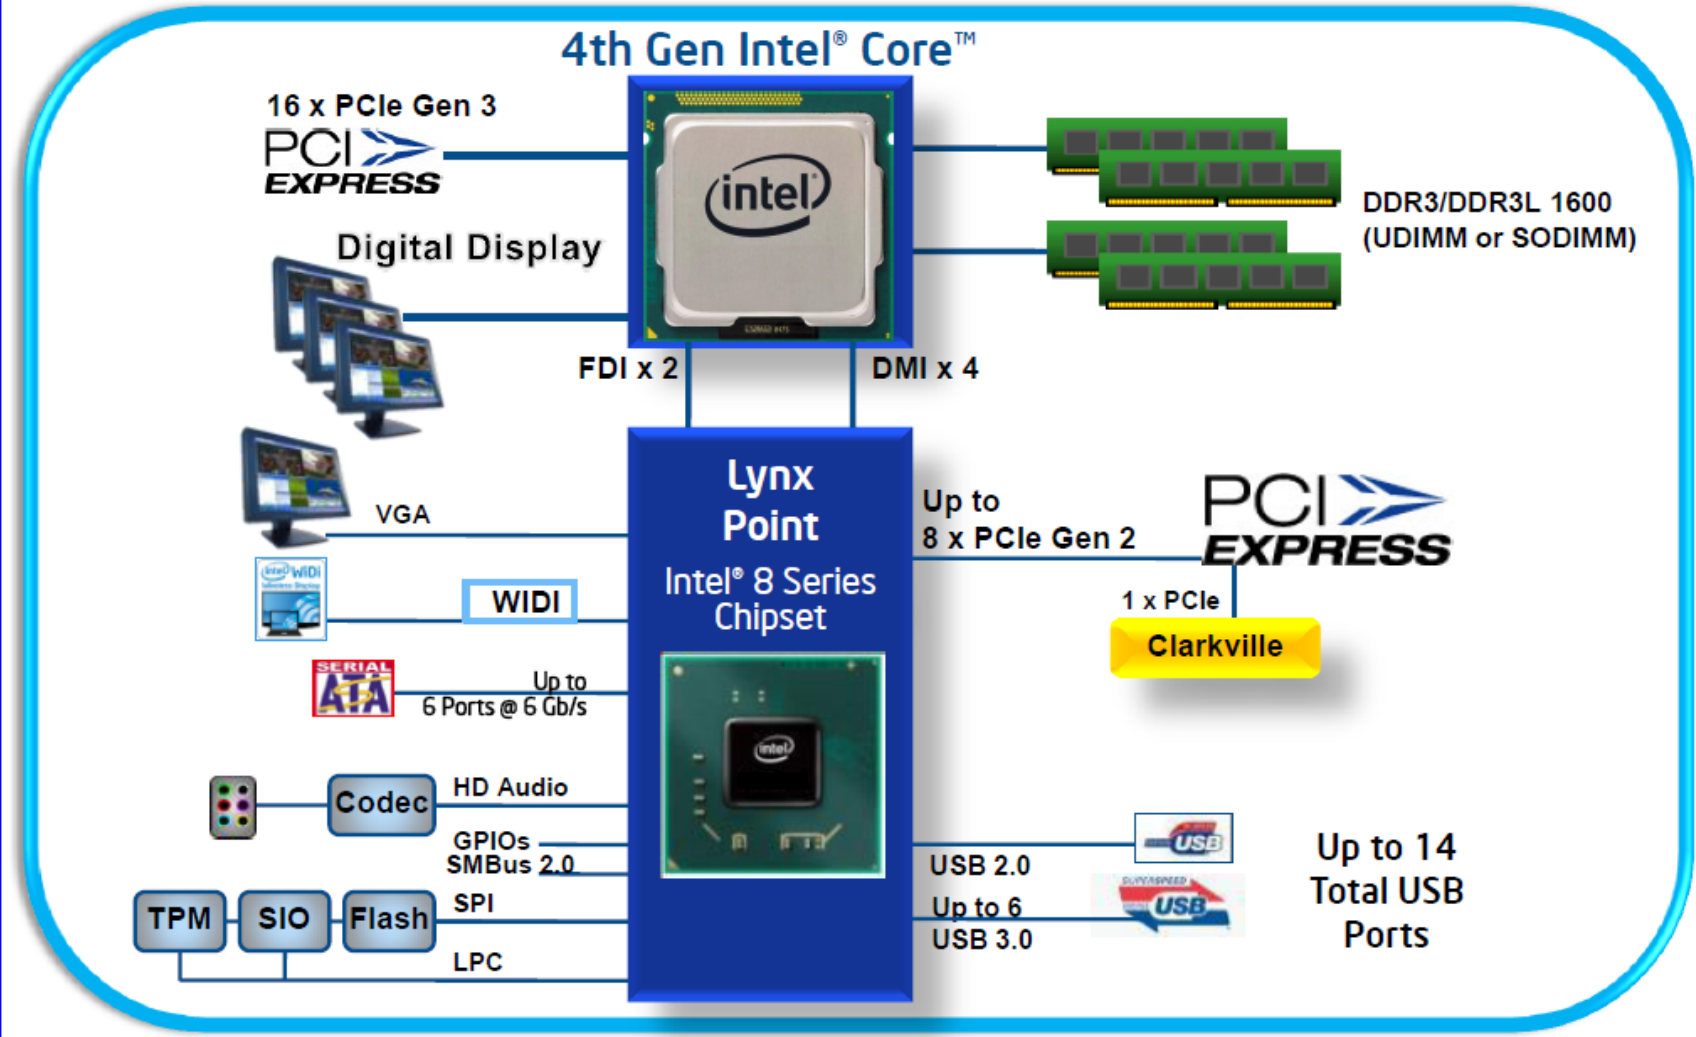 4th Gen Intel® Core™
16 x PCIe Gen 3
PCI
EXPRESS
intel
DDR3/DDR3L 1600
(UDIMM or SODIMM)
Digital Display
FDI x 2
DMI x 4
Lynx
Point
Intel® 8 Series
Chipset
intel
VGA
Up to
8 x PCIe Gen 2
PCI
EXPRESS
1 x PCIe
Clarkville
intel WiDi
WIDI
SERIAL
ATA
Up to
6 Ports @ 6 Gb/s
Codec
HD Audio
GPIOs
SMBus 2.0
TPM
SIO
Flash
SPI
LPC
USB
USB 2.0
SUPERSPEED
USB
Up to 6
USB 3.0
Up to 14
Total USB
Ports